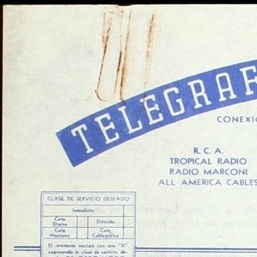 TELEGRAF
CONEXIO
R. C. A.
TROPICAL RADIO
RADIO MARCONI
ALL AMERICA CABLES
CLASE DE SERVICIO DESEADO
Inmediato
Carta Diurna
Diferido
Carta Nocturna
Carta Cablegráfica
El remitente marcará con una "X"